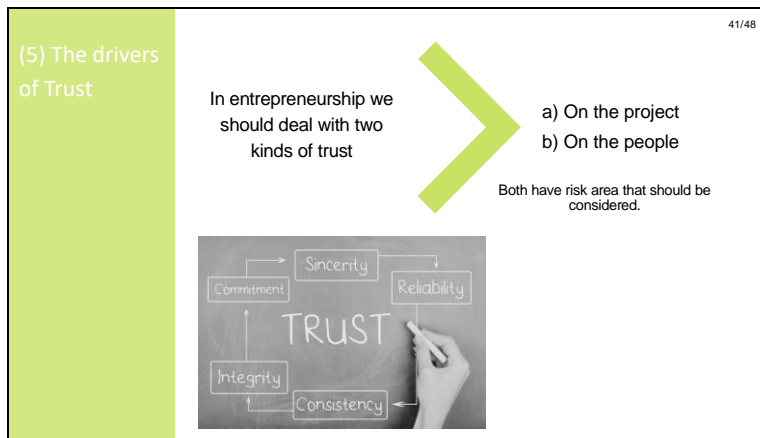 41/48
(5) The drivers
of Trust
In entrepreneurship we
should deal with two
kinds of trust
a) On the project
b) On the people
Both have risk area that should be
considered.
Sincerity
Commitment
Reliability
TRUST
Integrity
Consistency